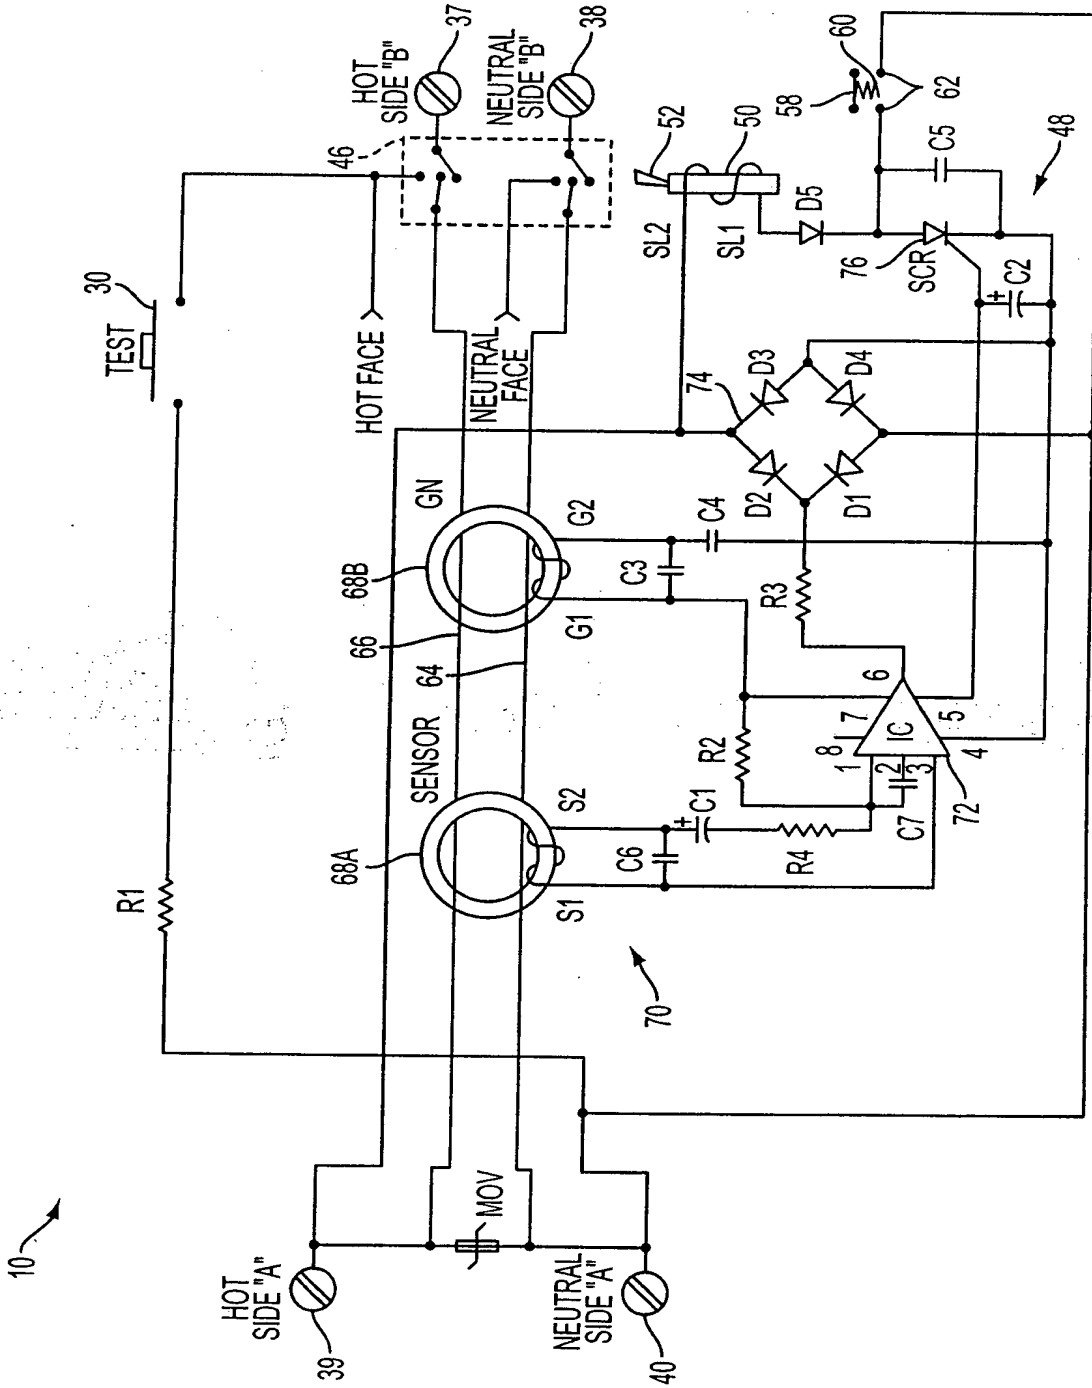 10
TEST
30
R1
HOT
SIDE "B"
37
NEUTRAL
SIDE "B"
38
46
HOT FACE
NEUTRAL
FACE
GN
68B
66
64
G2
G1
C3
C4
SENSOR
68A
S2
S1
C6
C1
+
R4
R2
R3
IC
1
2
3
4
5
6
7
8
C7
72
70
HOT
SIDE "A"
39
MOV
NEUTRAL
SIDE "A"
40
52
50
SL2
SL1
D5
74
D3
D4
D2
D1
76
SCR
C2
+
C5
58
60
62
48